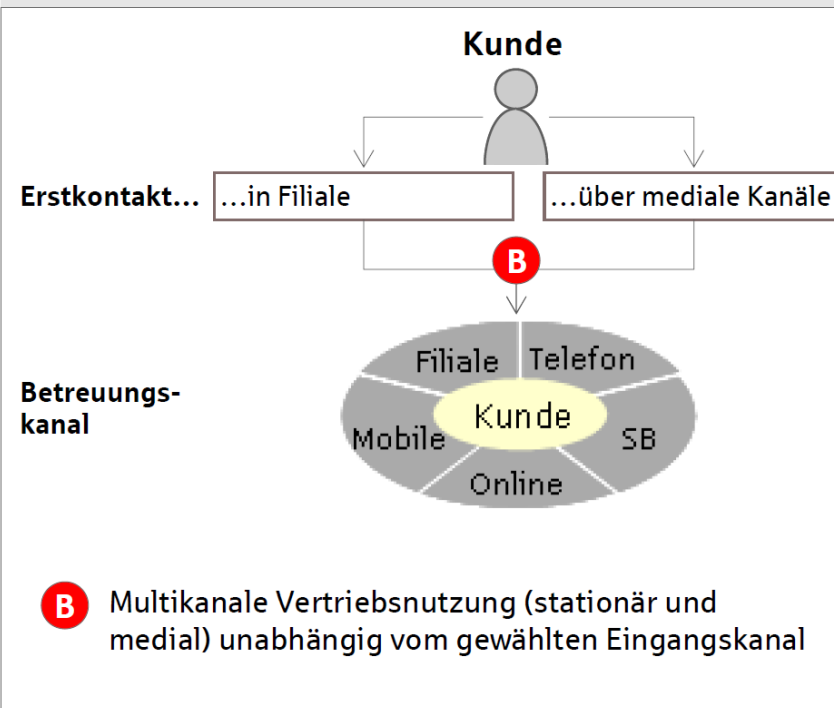 Kunde
Erstkontakt... ...in Filiale ...über mediale Kanäle
B
Filiale Telefon
Betreuungs-
kanal
Kunde
Mobile SB
Online
B Multikanale Vertriebsnutzung (stationär und
medial) unabhängig vom gewählten Eingangskanal